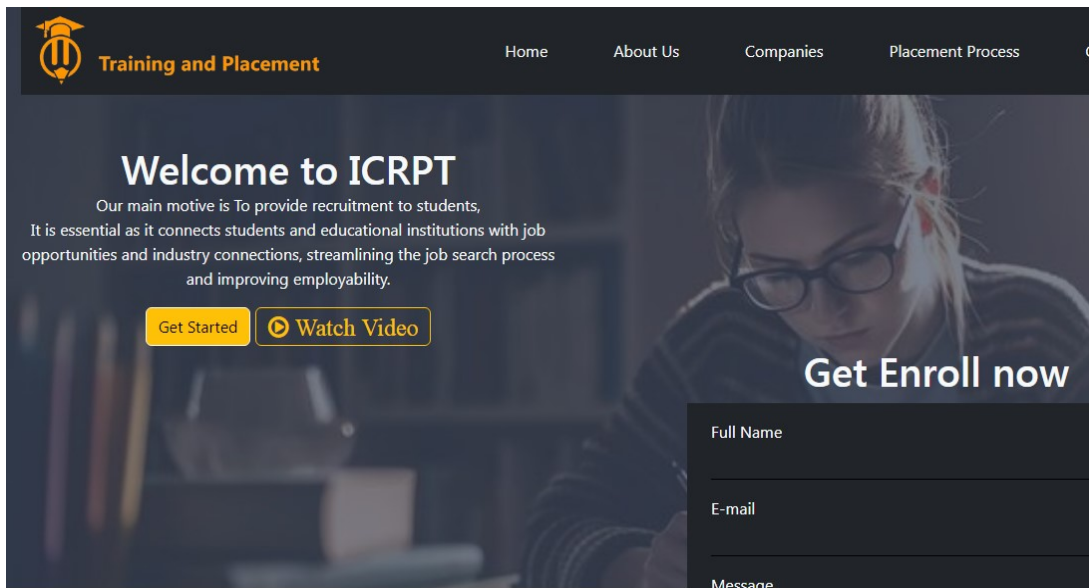 Training and Placement
Home
About Us
Companies
Placement Process
Welcome to ICRPT
Our main motive is To provide recruitment to students,
It is essential as it connects students and educational institutions with job
opportunities and industry connections, streamlining the job search process
and improving employability.
Get Started
Watch Video
Get Enroll now
Full Name
E-mail
Message